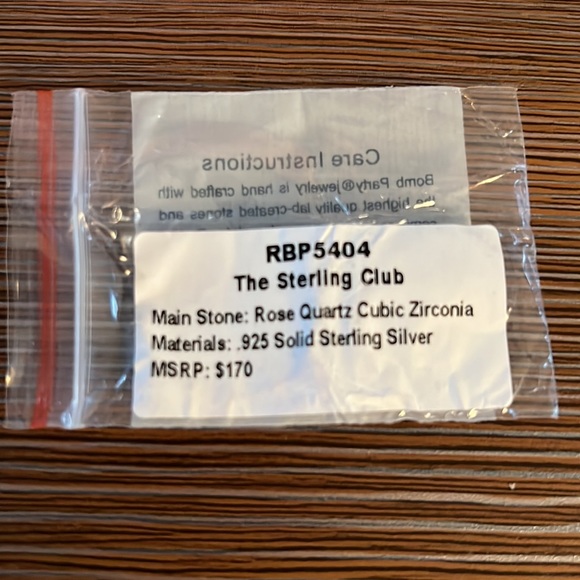 Care Instructions
Bomb Party® jewelry is hand crafted with
the highest quality lab-created stones and
RBP5404
The Sterling Club
Main Stone: Rose Quartz Cubic Zirconia
Materials: .925 Solid Sterling Silver
MSRP: $170